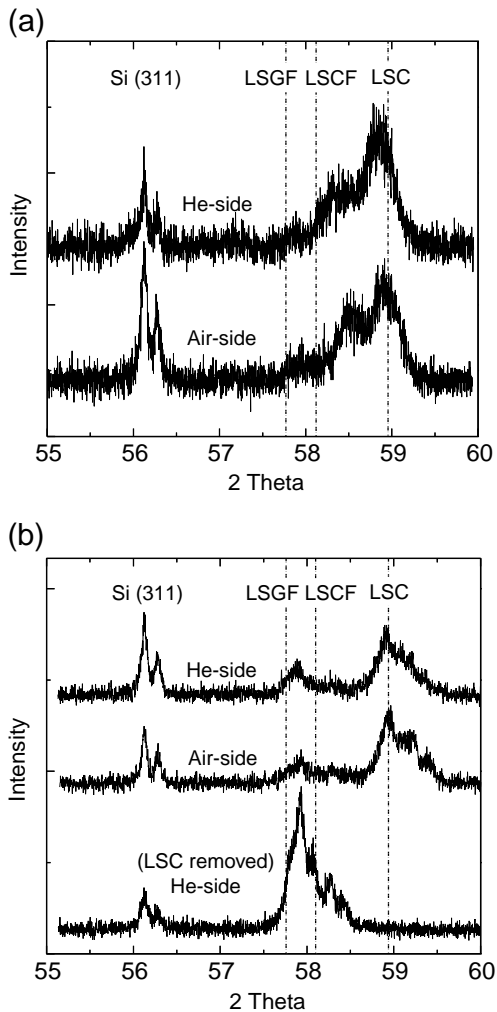 (a)
Si (311)
LSGF
LSCF
LSC
He-side
Air-side
Intensity
55
56
57
58
59
60
2 Theta
(b)
Si (311)
LSGF
LSCF
LSC
He-side
Air-side
(LSC removed)
He-side
Intensity
55
56
57
58
59
60
2 Theta